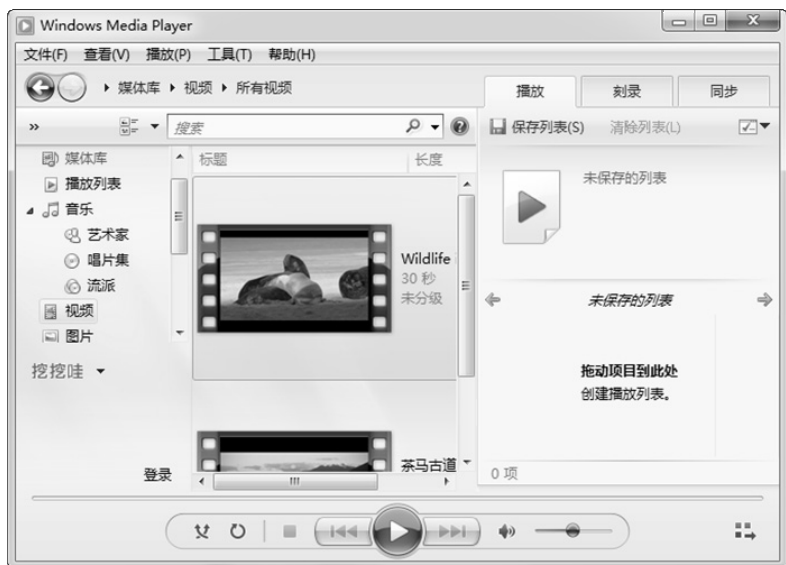 Windows Media Player
文件(F) 查看(V) 播放(P) 工具(T) 帮助(H)
媒体库 视频 所有视频
播放 刻录 同步
» 搜索
保存列表(S) 清除列表(L)
媒体库
播放列表
音乐
艺术家
唱片集
流派
视频
图片
挖挖哇
登录
标题 长度
Wildlife
30 秒
未分级
茶马古道
未保存的列表
未保存的列表
拖动项目到此处
创建播放列表。
0 项